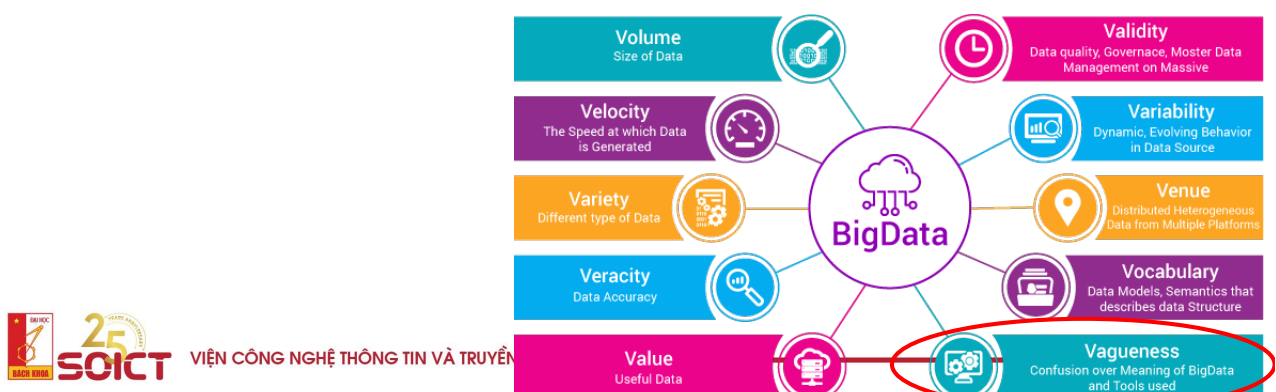 Volume
Size of Data
Velocity
The Speed at which Data
is Generated
Variety
Different type of Data
Veracity
Data Accuracy
Value
Useful Data
BigData
Validity
Data quality, Governace, Moster Data
Management on Massive
Variability
Dynamic, Evolving Behavior
in Data Source
Venue
Distributed Heterogeneous
Data from Multiple Platforms
Vocabulary
Data Models, Semantics that
describes data Structure
Vagueness
Confusion over Meaning of BigData
and Tools used
ĐẠI HỌC
BÁCH KHOA
25
YEARS ANNIVERSARY
SOICT
VIỆN CÔNG NGHỆ THÔNG TIN VÀ TRUYỀN